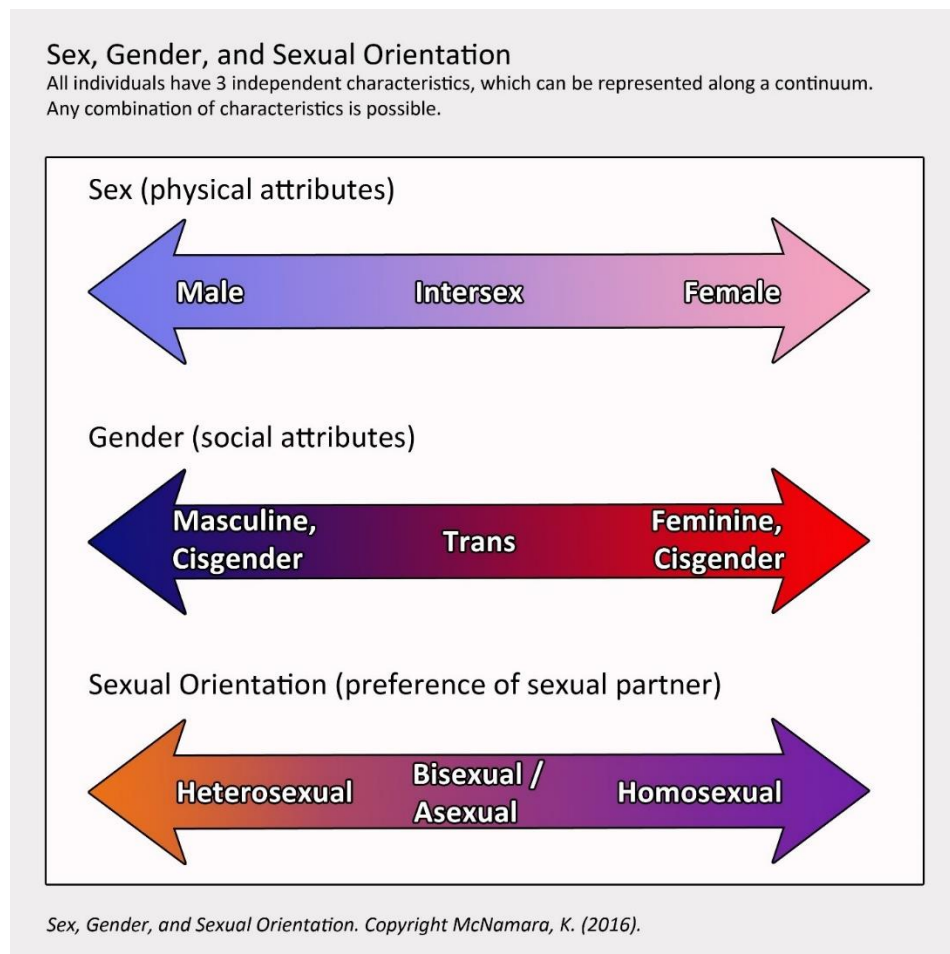 Sex, Gender, and Sexual Orientation
All individuals have 3 independent characteristics, which can be represented along a continuum.
Any combination of characteristics is possible.
Sex (physical attributes)
Male Intersex Female
Gender (social attributes)
Masculine,
Cisgender
Trans
Feminine,
Cisgender
Sexual Orientation (preference of sexual partner)
Heterosexual
Bisexual /
Asexual
Homosexual
Sex, Gender, and Sexual Orientation. Copyright McNamara, K. (2016).